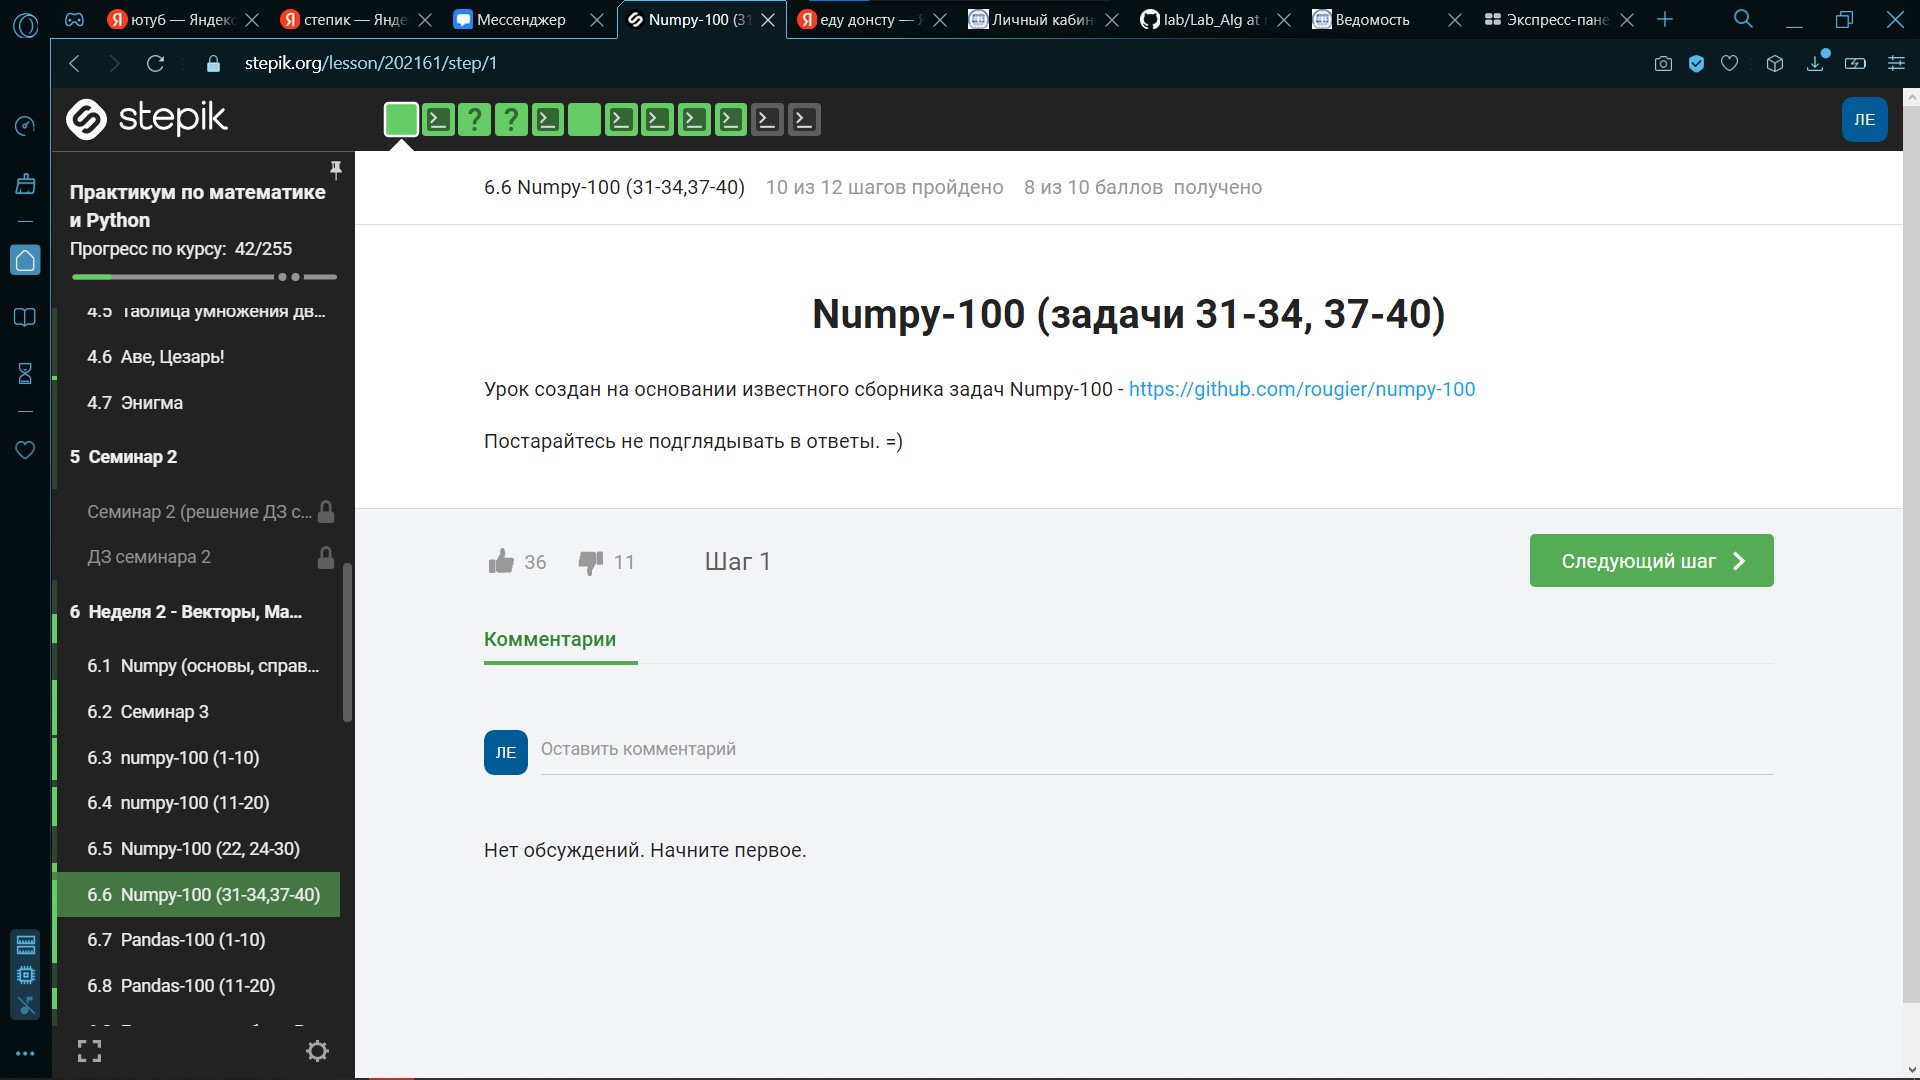 ютуб — Яндекс
степик — Янде
Мессенджер
Numpy-100 (31
еду донсту —
Личный кабин
lab/Lab_Alg at
Ведомость
Экспресс-пане
stepik.org/lesson/202161/step/1
stepik
ЛЕ
Практикум по математике
и Python
Прогресс по курсу: 42/255
4.5 Таблица умножения дв...
4.6 Аве, Цезарь!
4.7 Энигма
5 Семинар 2
Семинар 2 (решение ДЗ с...
ДЗ семинара 2
6 Неделя 2 - Векторы, Ма...
6.1 Numpy (основы, справ...
6.2 Семинар 3
6.3 numpy-100 (1-10)
6.4 numpy-100 (11-20)
6.5 Numpy-100 (22, 24-30)
6.6 Numpy-100 (31-34,37-40)
6.7 Pandas-100 (1-10)
6.8 Pandas-100 (11-20)
6.6 Numpy-100 (31-34,37-40) 10 из 12 шагов пройдено 8 из 10 баллов получено
Numpy-100 (задачи 31-34, 37-40)
Урок создан на основании известного сборника задач Numpy-100 - https://github.com/rougier/numpy-100
Постарайтесь не подглядывать в ответы. =)
36 11 Шаг 1
Следующий шаг
Комментарии
ЛЕ Оставить комментарий
Нет обсуждений. Начните первое.